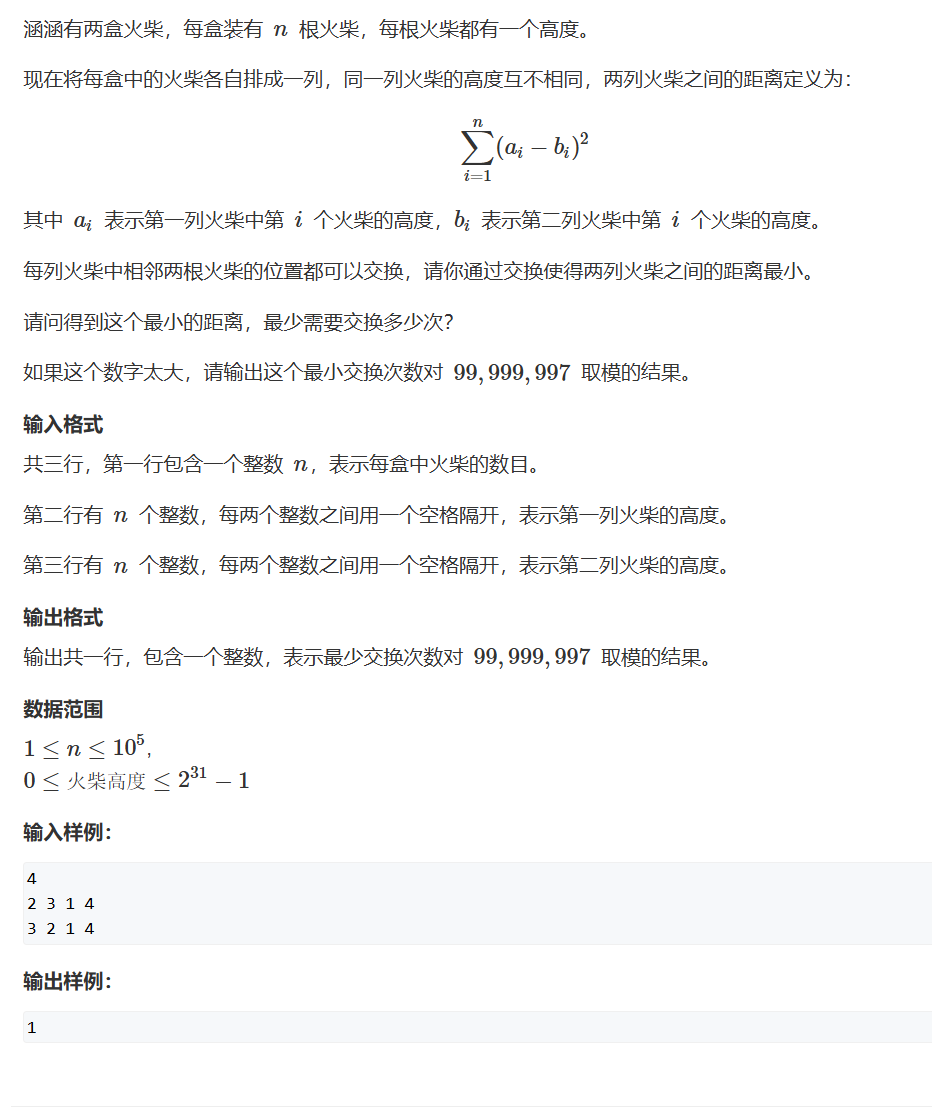 涵涵有两盒火柴，每盒装有 n 根火柴，每根火柴都有一个高度。
现在将每盒中的火柴各自排成一列，同一列火柴的高度互不相同，两列火柴之间的距离定义为：
\sum_{i=1}^{n}(a_i - b_i)^2
其中 a_i 表示第一列火柴中第 i 个火柴的高度，b_i 表示第二列火柴中第 i 个火柴的高度。
每列火柴中相邻两根火柴的位置都可以交换，请你通过交换使得两列火柴之间的距离最小。
请问得到这个最小的距离，最少需要交换多少次？
如果这个数字太大，请输出这个最小交换次数对 99,999,997 取模的结果。
输入格式
共三行，第一行包含一个整数 n，表示每盒中火柴的数目。
第二行有 n 个整数，每两个整数之间用一个空格隔开，表示第一列火柴的高度。
第三行有 n 个整数，每两个整数之间用一个空格隔开，表示第二列火柴的高度。
输出格式
输出共一行，包含一个整数，表示最少交换次数对 99,999,997 取模的结果。
数据范围
1 ≤ n ≤ 10^5,
0 ≤ 火柴高度 ≤ 2^{31} − 1
输入样例：
4
2 3 1 4
3 2 1 4
输出样例：
1